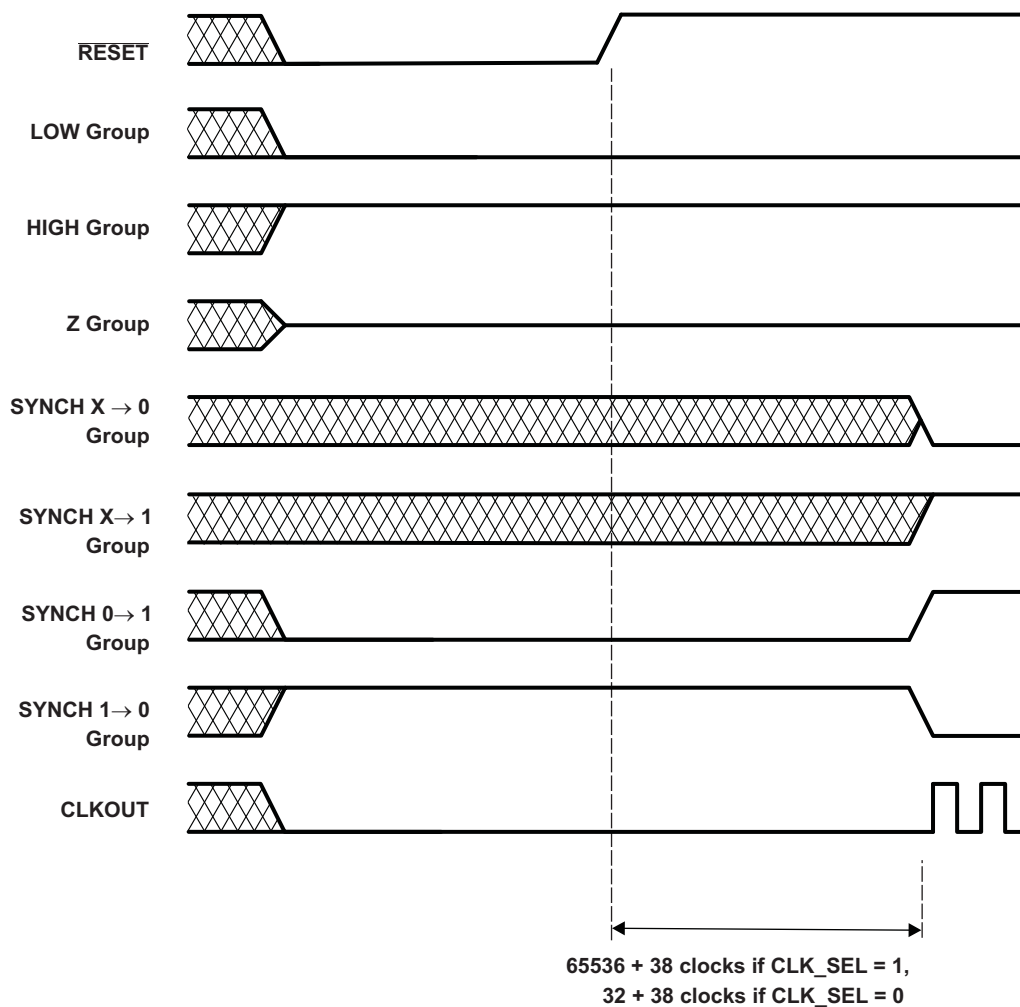 RESET
LOW Group
HIGH Group
Z Group
SYNCH X → 0
Group
SYNCH X→ 1
Group
SYNCH 0→ 1
Group
SYNCH 1→ 0
Group
CLKOUT
65536 + 38 clocks if CLK_SEL = 1,
32 + 38 clocks if CLK_SEL = 0